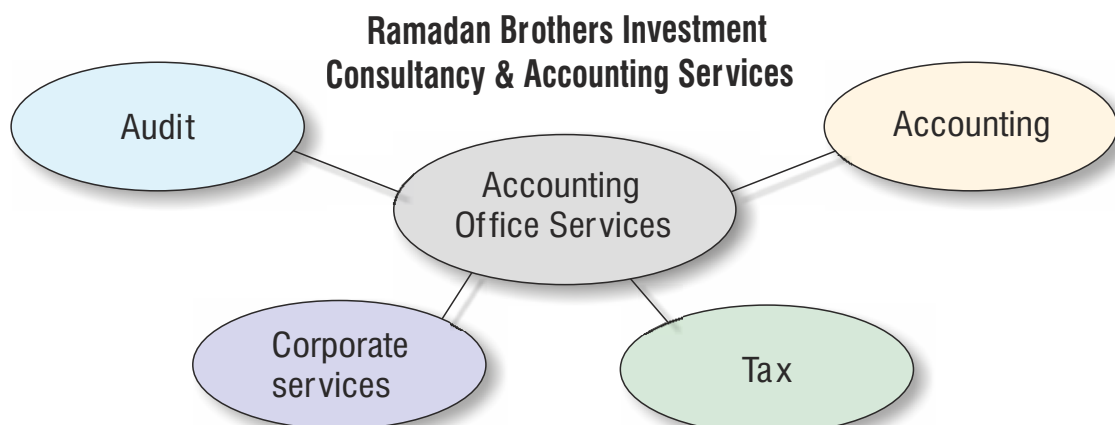 Ramadan Brothers Investment
Consultancy & Accounting Services
Audit
Accounting
Accounting
Office Services
Corporate
services
Tax